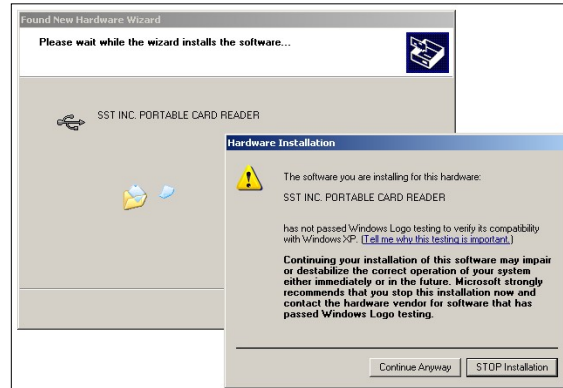 Found New Hardware Wizard
Please wait while the wizard installs the software...
SST INC. PORTABLE CARD READER
Hardware Installation
The software you are installing for this hardware:
SST INC. PORTABLE CARD READER
has not passed Windows Logo testing to verify its compatibility
with Windows XP. (Tell me why this testing is important.)
Continuing your installation of this software may impair
or destabilize the correct operation of your system
either immediately or in the future. Microsoft strongly
recommends that you stop this installation now and
contact the hardware vendor for software that has
passed Windows Logo testing.
Continue Anyway
STOP Installation